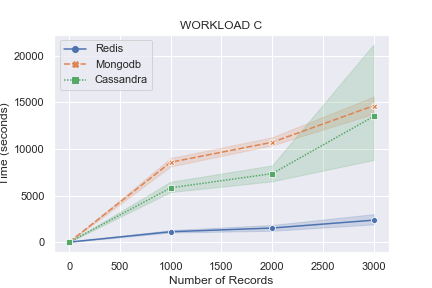 WORKLOAD C
Redis
Mongodb
Cassandra
20000
15000
10000
5000
0
Time (seconds)
0 500 1000 1500 2000 2500 3000
Number of Records